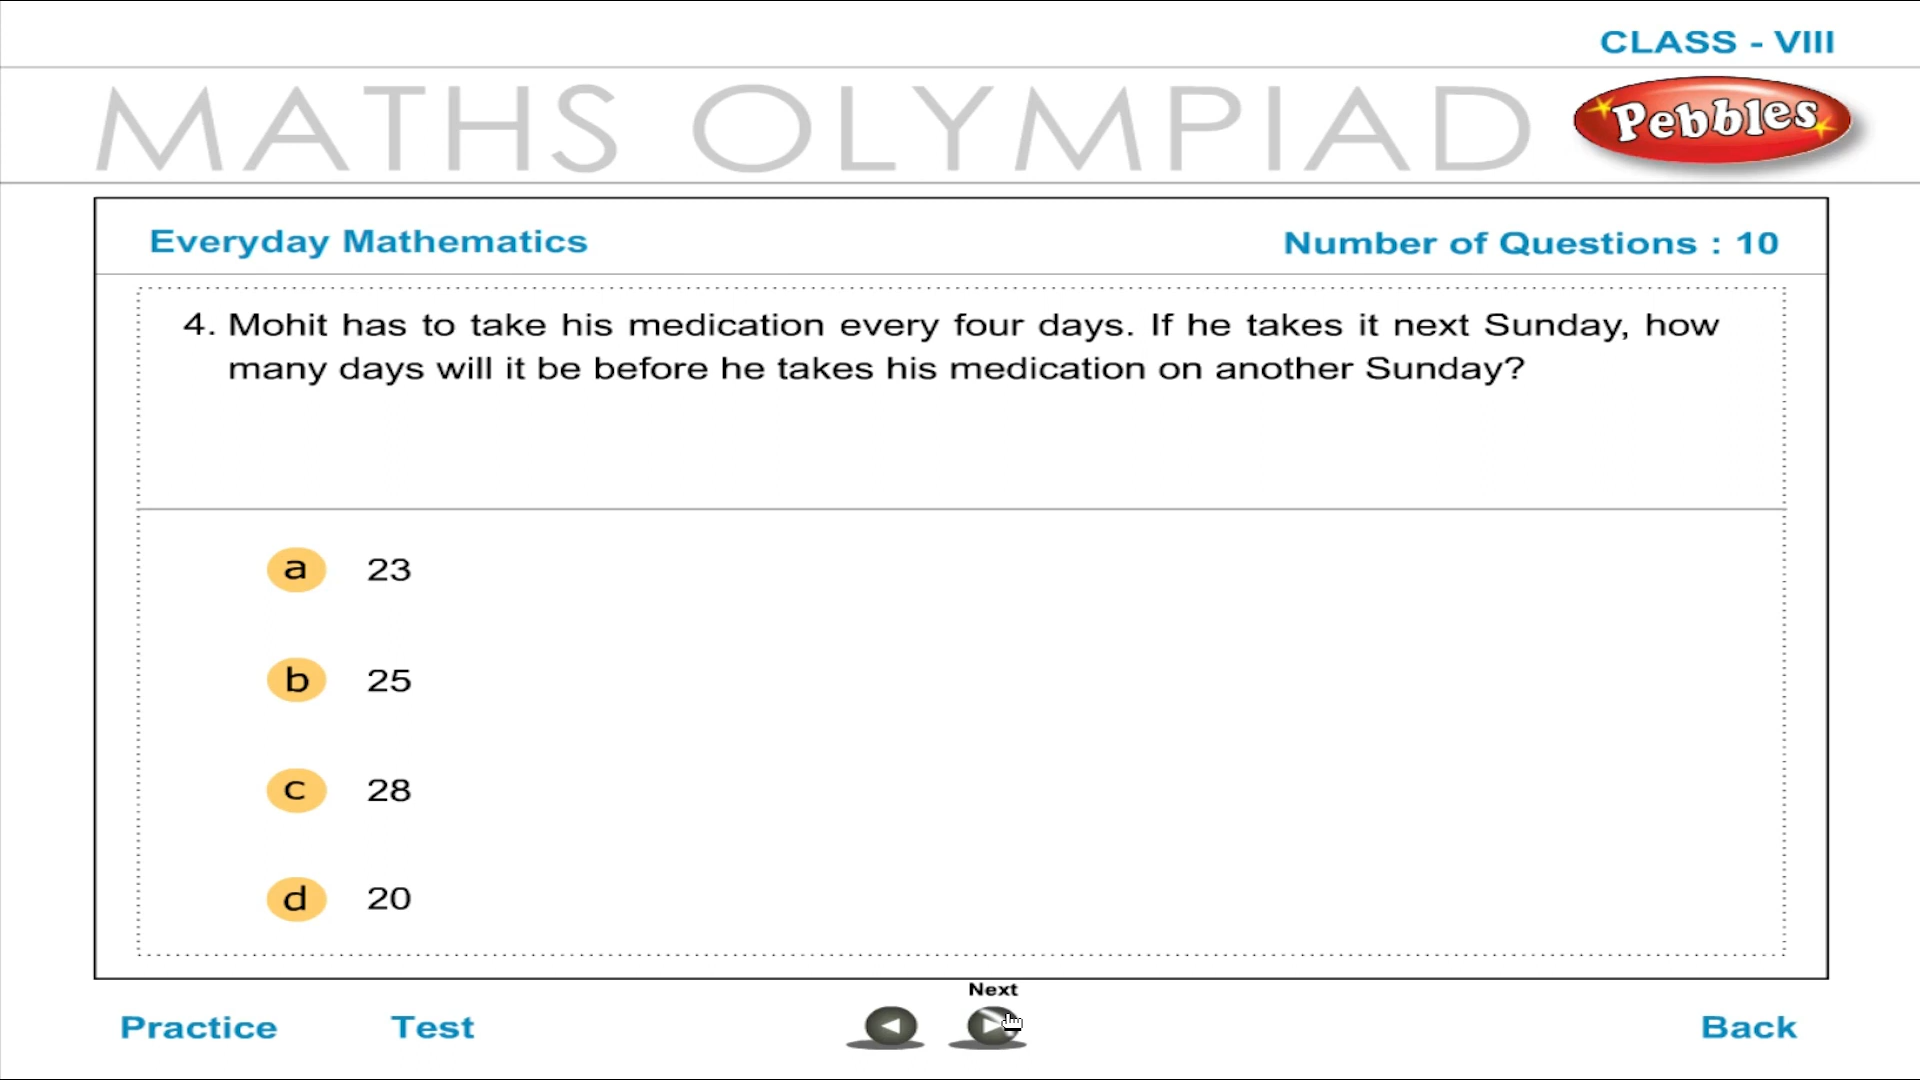 CLASS - VIII
MATHS OLYMPIAD
Pebbles
Everyday Mathematics
Number of Questions : 10
4. Mohit has to take his medication every four days. If he takes it next Sunday, how
many days will it be before he takes his medication on another Sunday?
a 23
b 25
c 28
d 20
Next
Practice
Test
Back